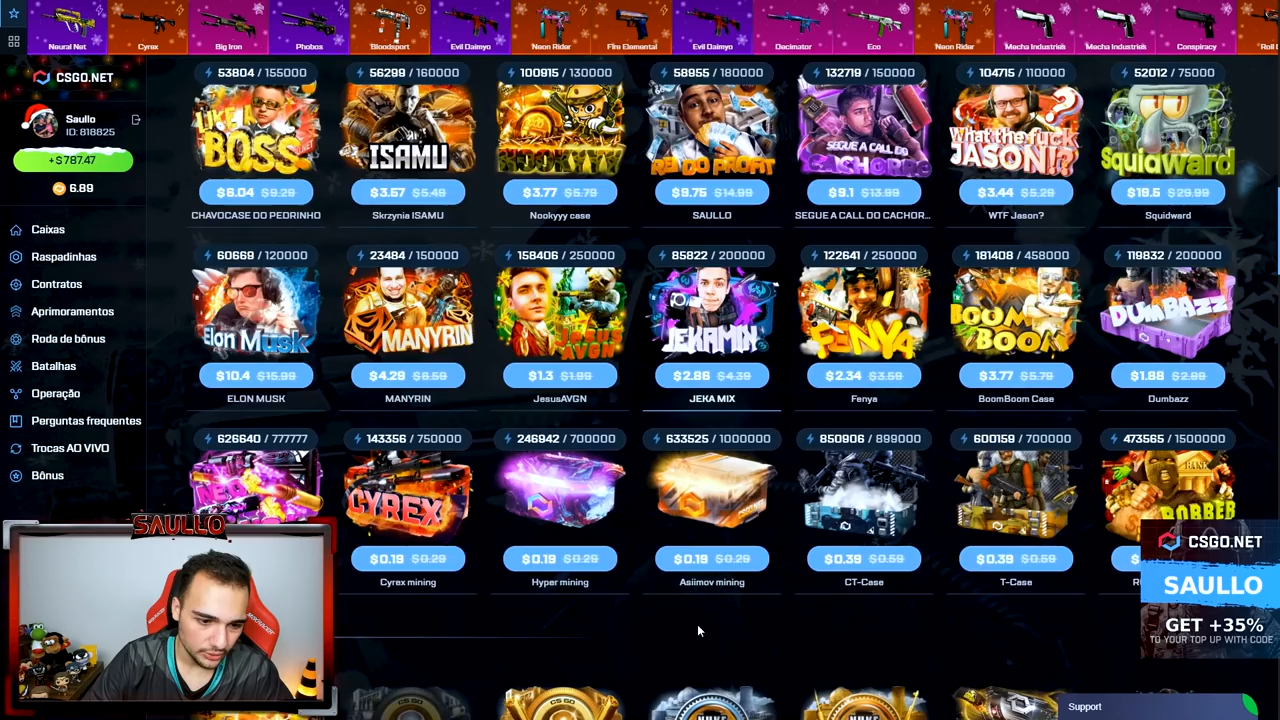 Neural Net
Cyrex
Big Iron
Phobos
Bloodsport
Evil Daimyo
Neon Rider
Fire Elemental
Evil Daimyo
Decimator
Eco
Neon Rider
Mecha Industries
Mecha Industries
Conspiracy
CSGO.NET
Saullo
ID: 818825
+$ 787.47
6.89
Caixas
Raspadinhas
Contratos
Aprimoramentos
Roda de bônus
Batalhas
Operação
Perguntas frequentes
Trocas AO VIVO
Bônus
53804 / 155000
56299 / 160000
100915 / 130000
58955 / 180000
132719 / 150000
104715 / 110000
52012 / 75000
BOSS
ISAMU
NOOKYYY
REI DO PROFIT
SEGUE A CALL DO
CACHORRO
What the fuck
JASON!?
Squidward
$6.04 $9.29
$3.57 $5.49
$3.77 $5.79
$9.75 $14.99
$9.1 $13.99
$3.44 $5.29
$19.5 $29.99
CHAVOCASE DO PEDRINHO
Skrzynia ISAMU
Nookyyy case
SAULLO
SEGUE A CALL DO CACHOR...
WTF Jason?
Squidward
60669 / 120000
23484 / 150000
158406 / 250000
85822 / 200000
122641 / 250000
181408 / 458000
119832 / 200000
Elon Musk
MANYRIN
JESUS
AVGN
JEKAMIX
FENYA
BOOM
BOOM
DUMBAZZ
$10.4 $15.99
$4.29 $6.59
$1.3 $1.99
$2.86 $4.39
$2.34 $3.59
$3.77 $5.79
$1.88 $2.89
ELON MUSK
MANYRIN
JesusAVGN
JEKA MIX
Fenya
BoomBoom Case
Dumbazz
626640 / 777777
143356 / 750000
246942 / 700000
633525 / 1000000
850906 / 899000
600159 / 700000
473565 / 1500000
CYREX
BANK
ROBBER
$0.19 $0.29
$0.19 $0.29
$0.19 $0.29
$0.39 $0.59
$0.39 $0.59
Cyrex mining
Hyper mining
Asiimov mining
CT-Case
T-Case
SAULLO
CSGO.NET
SAULLO
GET +35%
TO YOUR TOP UP WITH CODE
Support